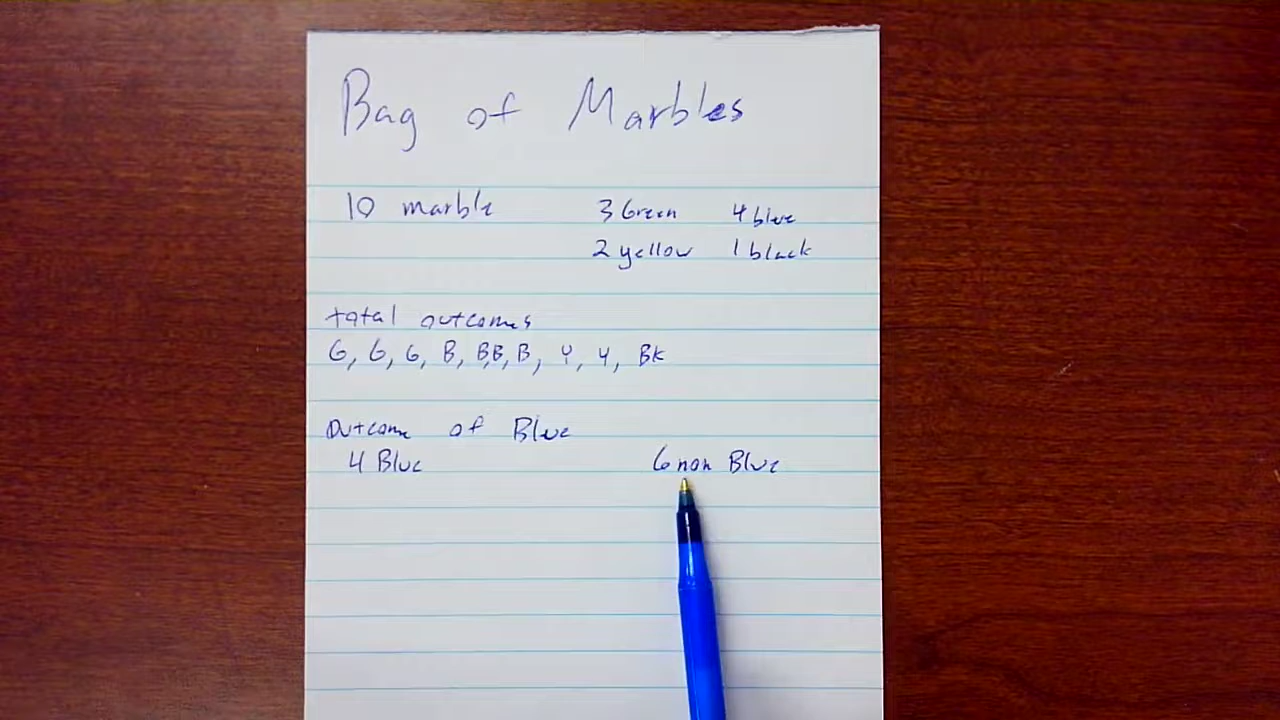 Bag of Marbles
10 marble 3 Green 4 blue
2 yellow 1 black
total outcomes
G, G, G, B, B,B, B, Y, Y, BK
Outcome of Blue
4 Blue 6 non Blue